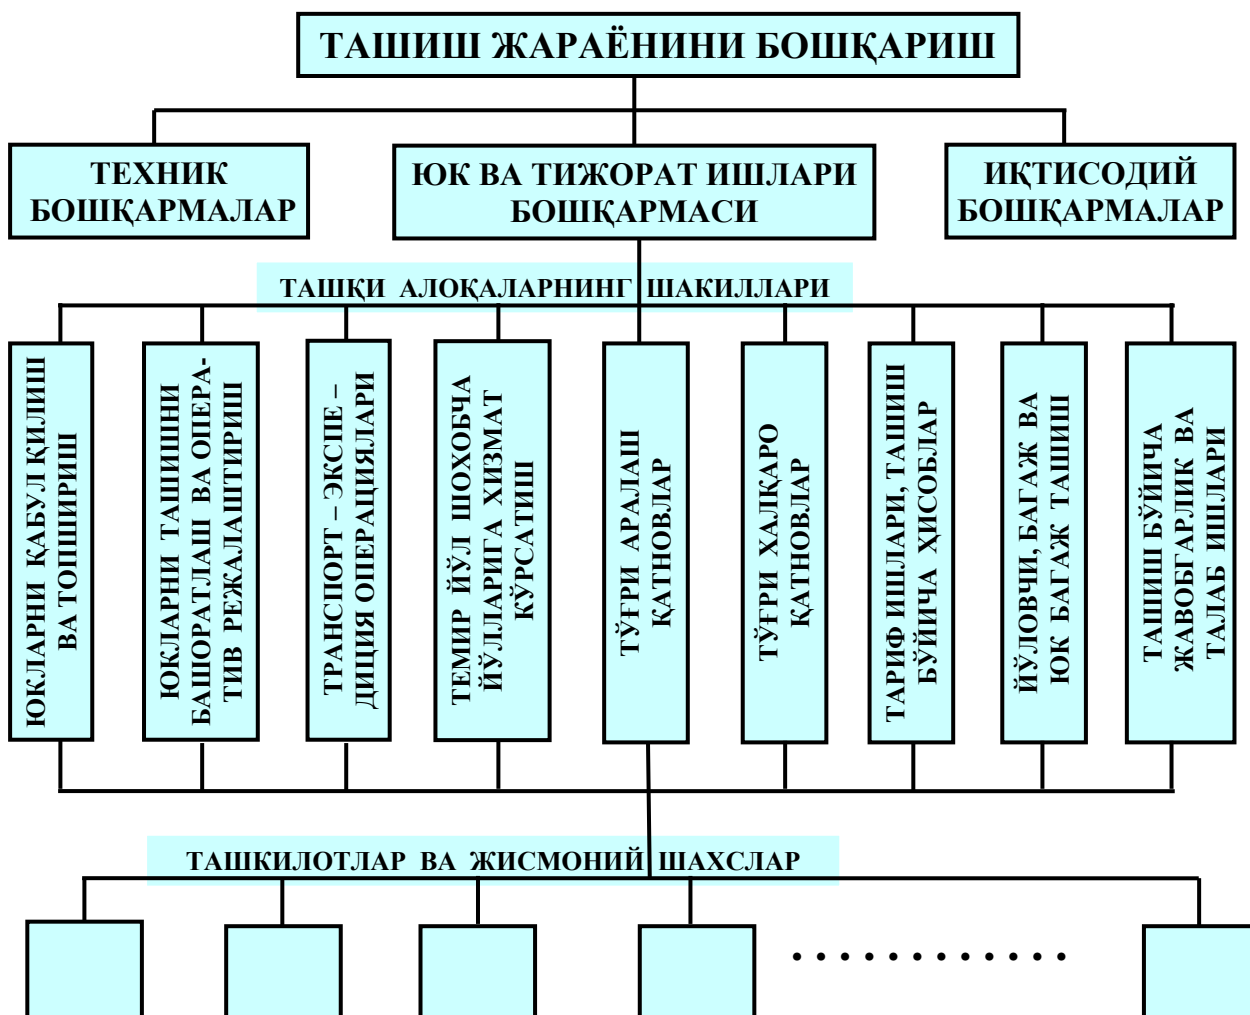 ТАШИШ ЖАРАЁНИНИ БОШҚАРИШ
ТЕХНИК
БОШҚАРМАЛАР
ЮК ВА ТИЖОРАТ ИШЛАРИ
БОШҚАРМАСИ
ИҚТИСОДИЙ
БОШҚАРМАЛАР
ТАШҚИ АЛОҚАЛАРНИНГ ШАКИЛЛАРИ
ЮКЛАРНИ ҚАБУЛ ҚИЛИШ
ВА ТОПШИРИШ
ЮКЛАРНИ ТАШИШНИ
БАШОРАТЛАШ ВА ОПЕРА-
ТИВ РЕЖАЛАШТИРИШ
ТРАНСПОРТ – ЭКСПЕ –
ДИЦИЯ ОПЕРАЦИЯЛАРИ
ТЕМИР ЙЎЛ ШОХОБЧА
ЙЎЛЛАРИГА ХИЗМАТ
КЎРСАТИШ
ТЎҒРИ АРАЛАШ
ҚАТНОВЛАР
ТЎҒРИ ХАЛҚАРО
ҚАТНОВЛАР
ТАРИФ ИШЛАРИ, ТАШИШ
БЎЙИЧА ҲИСОБЛАР
ЙЎЛОВЧИ, БАГАЖ ВА
ЮК БАГАЖ ТАШИШ
ТАШИШ БЎЙИЧА
ЖАВОБГАРЛИК ВА
ТАЛАБ ИШЛАРИ
ТАШКИЛОТЛАР ВА ЖИСМОНИЙ ШАХСЛАР
. . . . . . . . . . . .